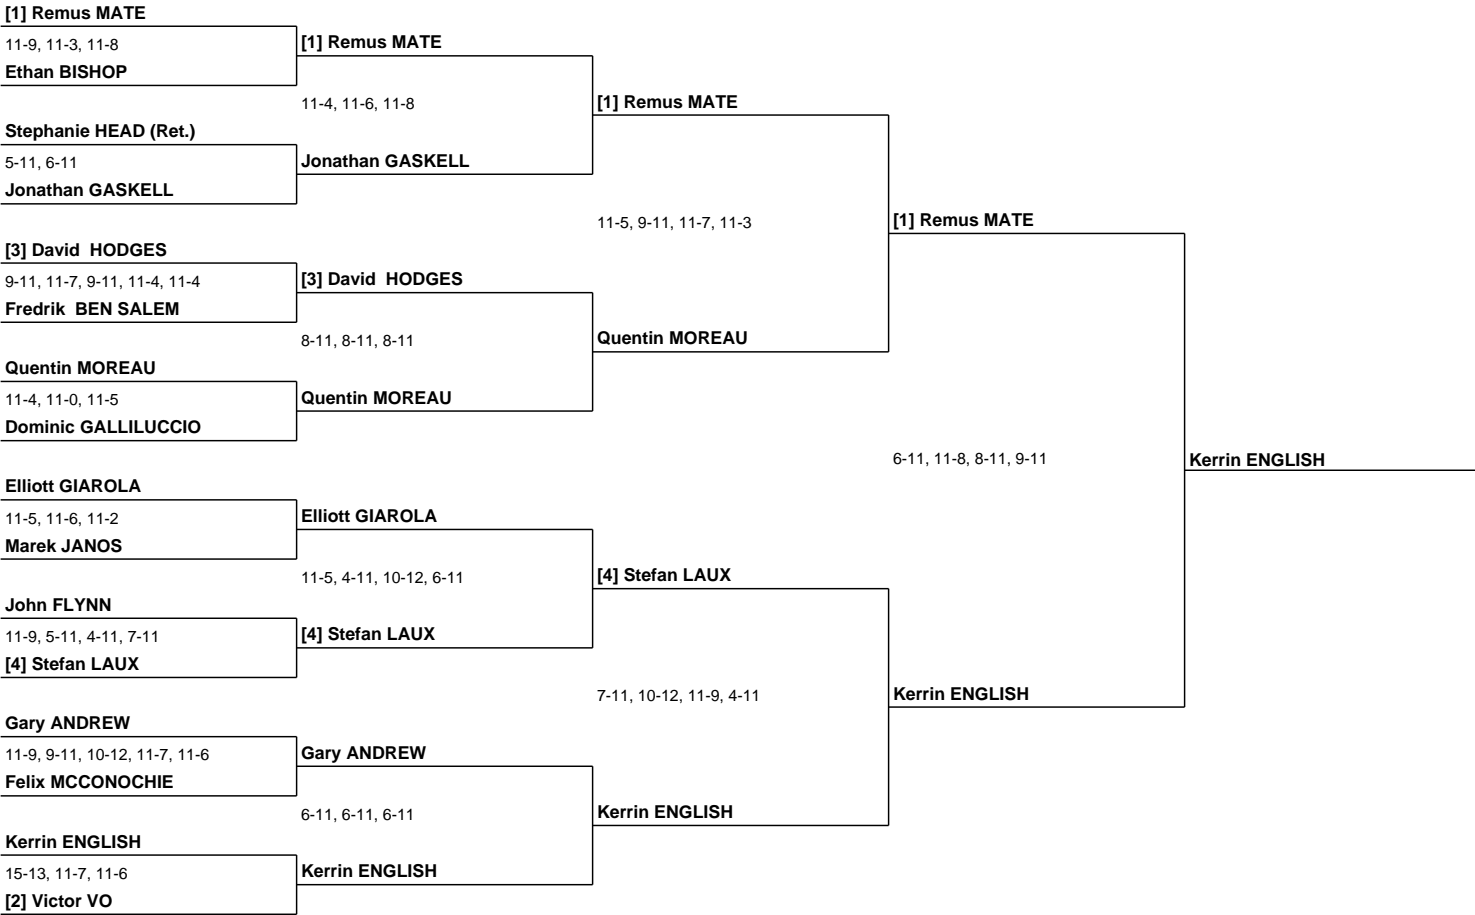 [1] Remus MATE
11-9, 11-3, 11-8
Ethan BISHOP
Stephanie HEAD (Ret.)
5-11, 6-11
Jonathan GASKELL
[3] David  HODGES
9-11, 11-7, 9-11, 11-4, 11-4
Fredrik  BEN SALEM
Quentin MOREAU
11-4, 11-0, 11-5
Dominic GALLILUCCIO
Elliott GIAROLA
11-5, 11-6, 11-2
Marek JANOS
John FLYNN
11-9, 5-11, 4-11, 7-11
[4] Stefan LAUX
Gary ANDREW
11-9, 9-11, 10-12, 11-7, 11-6
Felix MCCONOCHIE
Kerrin ENGLISH
15-13, 11-7, 11-6
[2] Victor VO
[1] Remus MATE
11-4, 11-6, 11-8
Jonathan GASKELL
[3] David  HODGES
8-11, 8-11, 8-11
Quentin MOREAU
Elliott GIAROLA
11-5, 4-11, 10-12, 6-11
[4] Stefan LAUX
Gary ANDREW
6-11, 6-11, 6-11
Kerrin ENGLISH
[1] Remus MATE
11-5, 9-11, 11-7, 11-3
Quentin MOREAU
[4] Stefan LAUX
7-11, 10-12, 11-9, 4-11
Kerrin ENGLISH
[1] Remus MATE
6-11, 11-8, 8-11, 9-11
Kerrin ENGLISH
Kerrin ENGLISH